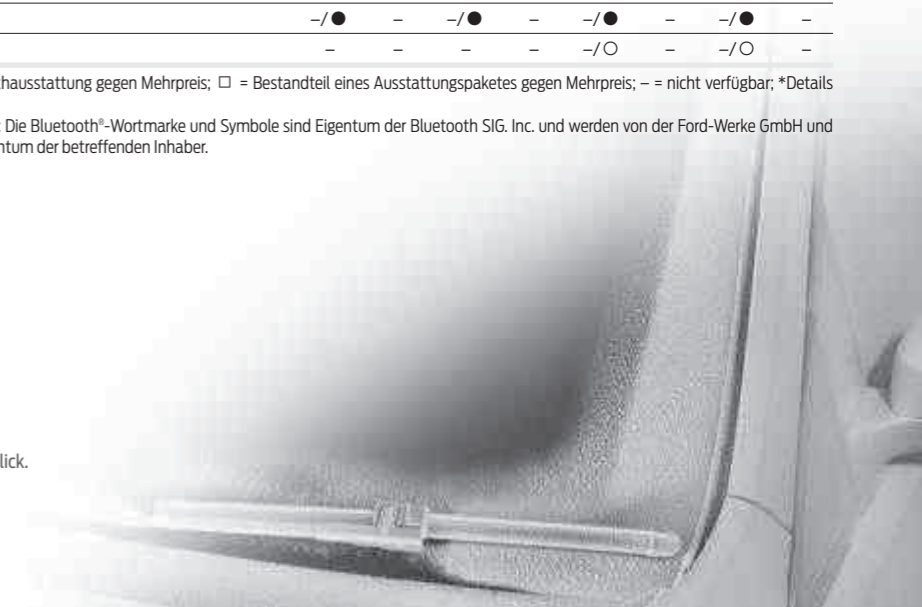 –/● – –/● – –/● – –/● –
– – – – –/○ – –/○ –
hausstattung gegen Mehrpreis; □ = Bestandteil eines Ausstattungspaketes gegen Mehrpreis; – = nicht verfügbar; *Details
: Die Bluetooth®-Wortmarke und Symbole sind Eigentum der Bluetooth SIG. Inc. und werden von der Ford-Werke GmbH und
ntum der betreffenden Inhaber.
lick.